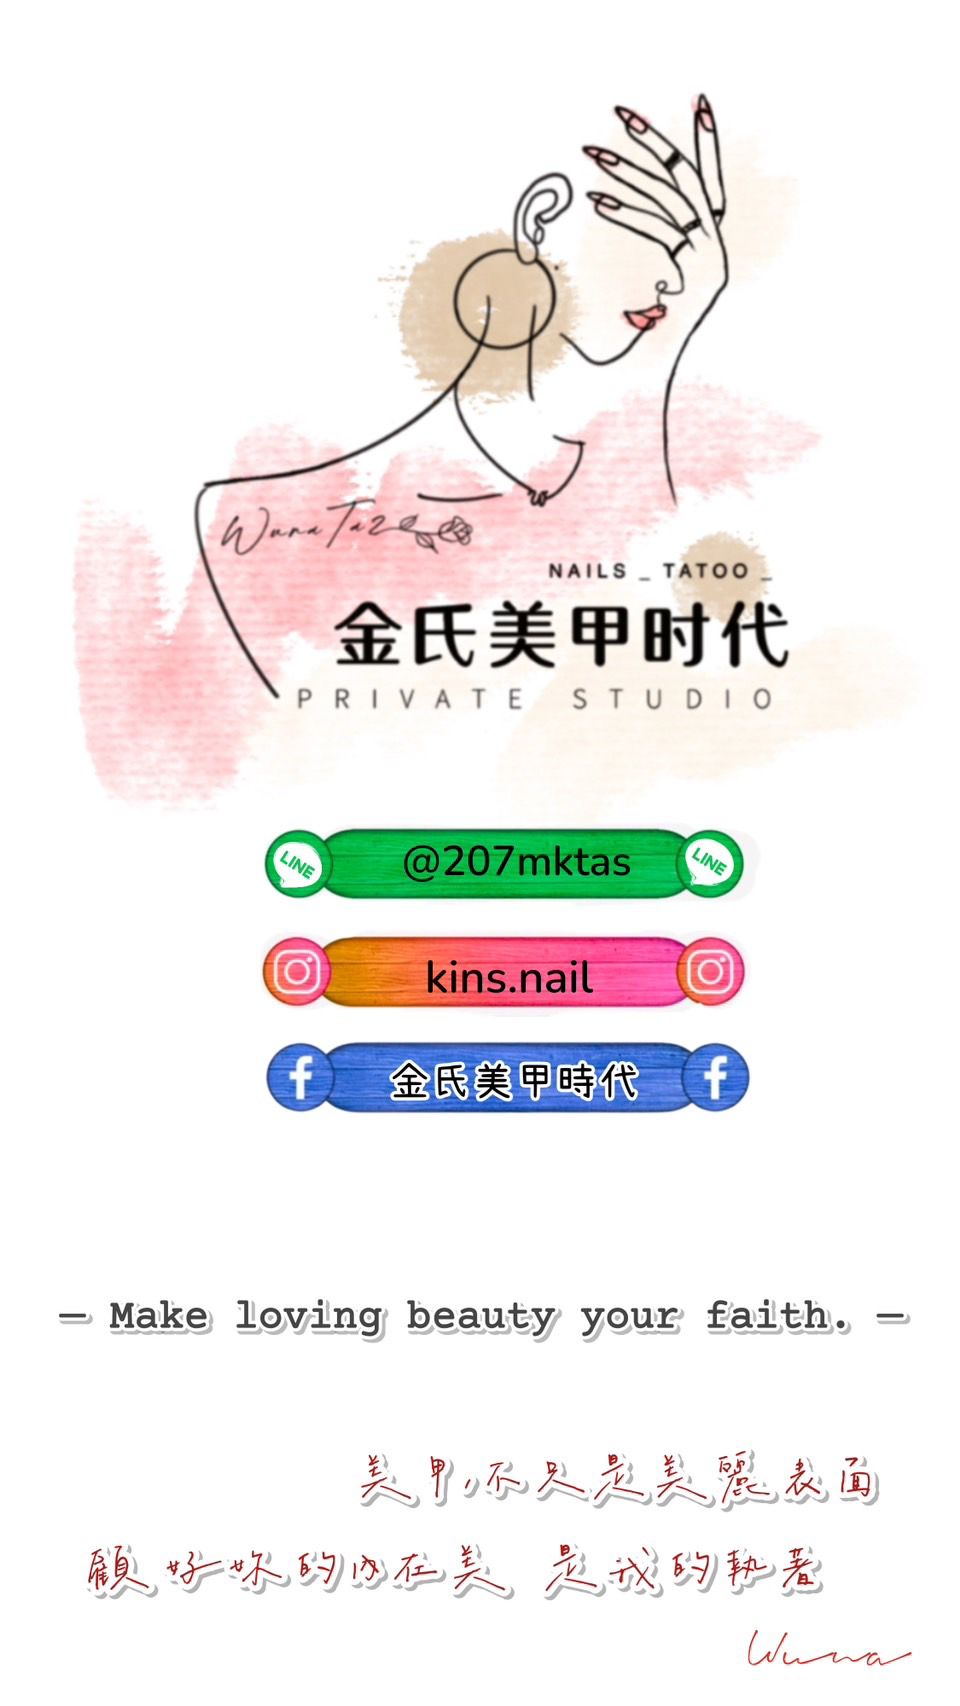 Wuna Taz
NAILS _ TATOO _
金氏美甲时代
PRIVATE STUDIO
LINE @207mktas LINE
kins.nail
金氏美甲時代
— Make loving beauty your faith. —
美甲,不只是美麗表面
顧好妳的內在美 是我的執著
Wuna